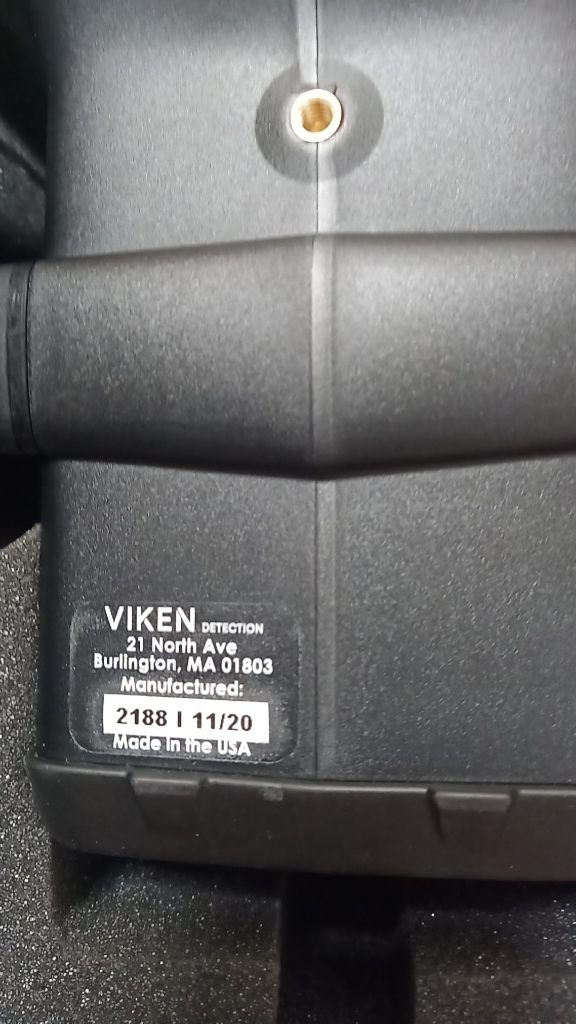 VIKEN DETECTION
21 North Ave
Burlington, MA 01803
Manufactured:
2188 | 11/20
Made in the USA